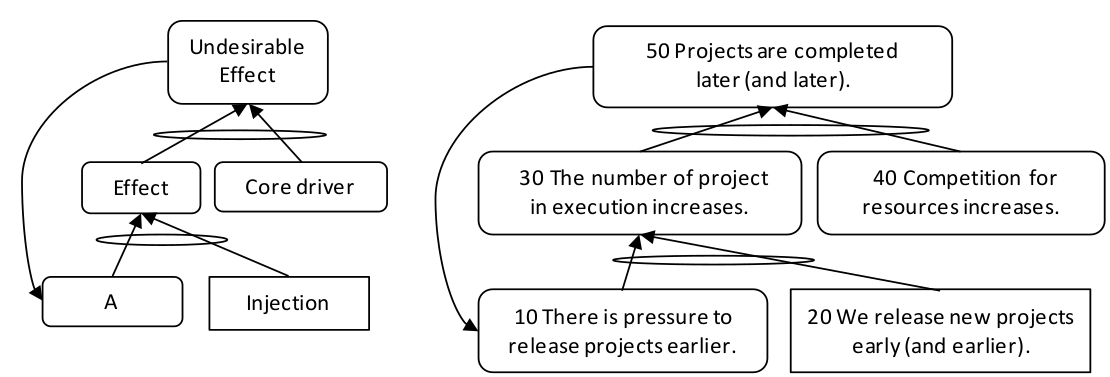 Undesirable
Effect
Effect
Core driver
A
Injection
50 Projects are completed
later (and later).
30 The number of project
in execution increases.
40 Competition for
resources increases.
10 There is pressure to
release projects earlier.
20 We release new projects
early (and earlier).